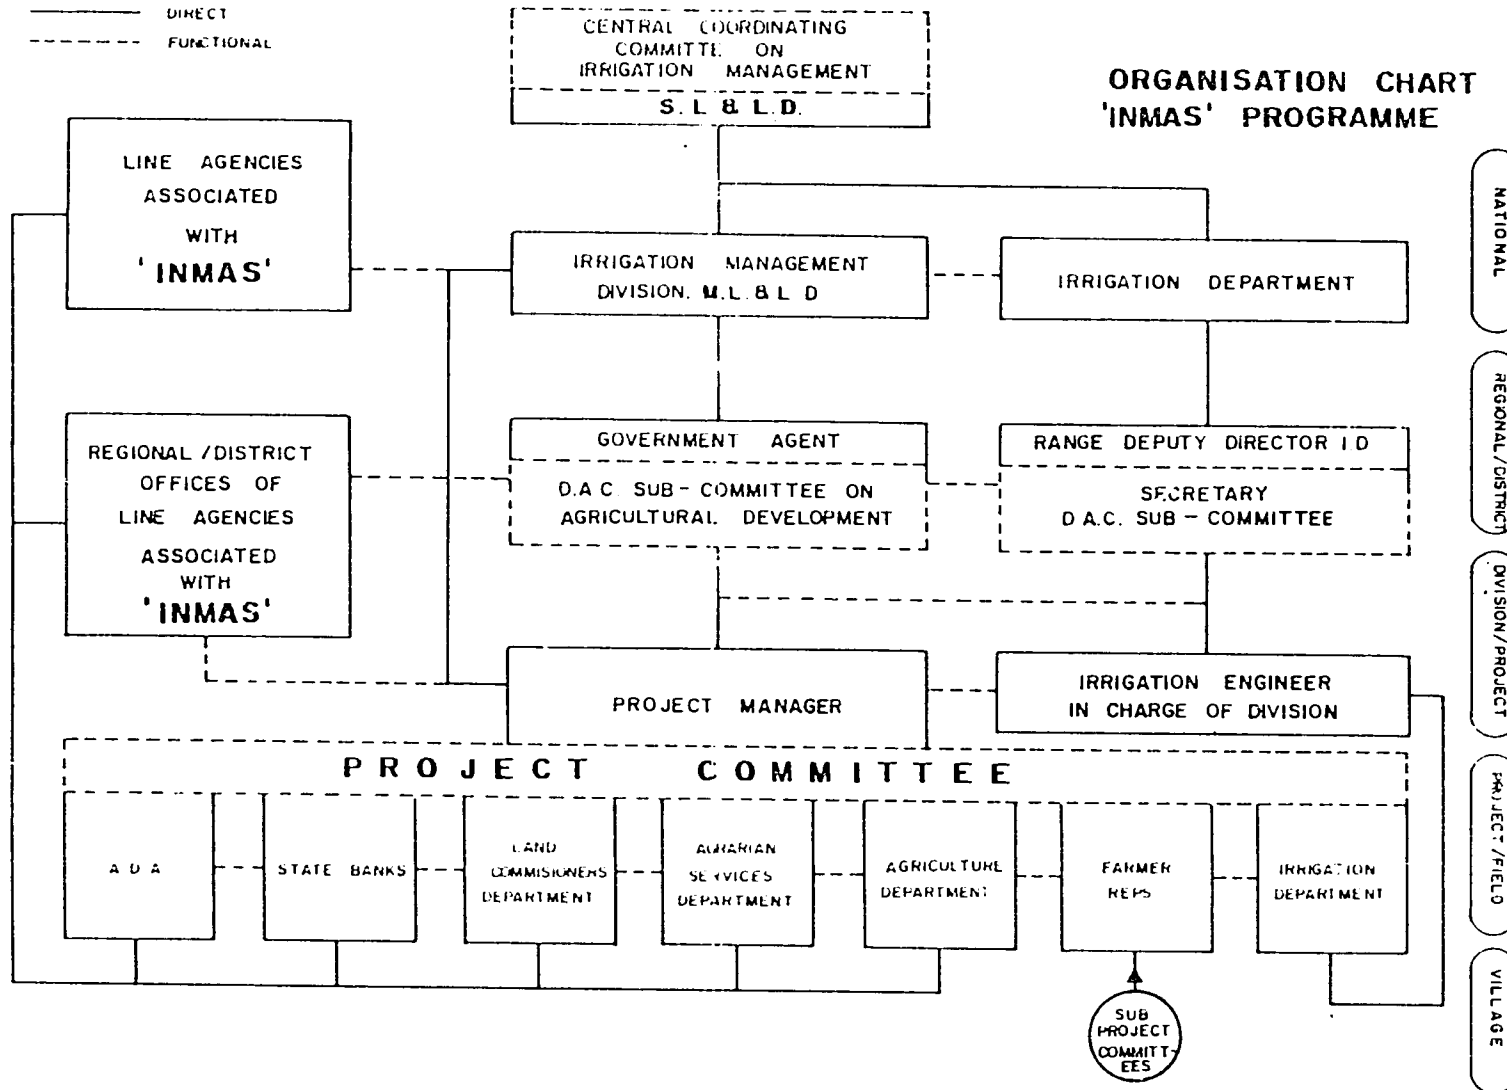 DIRECT
FUNCTIONAL
CENTRAL COORDINATING
COMMITTE ON
IRRIGATION MANAGEMENT
S. L & L.D.
ORGANISATION CHART
'INMAS' PROGRAMME
LINE AGENCIES
ASSOCIATED
WITH
'INMAS'
IRRIGATION MANAGEMENT
DIVISION. M.L. & L D
IRRIGATION DEPARTMENT
NATIONAL
REGIONAL / DISTRICT
OFFICES OF
LINE AGENCIES
ASSOCIATED
WITH
'INMAS'
GOVERNMENT AGENT
D.A.C. SUB - COMMITTEE ON
AGRICULTURAL DEVELOPMENT
RANGE DEPUTY DIRECTOR I.D
SECRETARY
D.A.C. SUB - COMMITTEE
REGIONAL / DISTRICT
PROJECT MANAGER
IRRIGATION ENGINEER
IN CHARGE OF DIVISION
DIVISION / PROJECT
PROJECT COMMITTEE
A D A
STATE BANKS
LAND
COMMISIONERS
DEPARTMENT
AGRARIAN
SERVICES
DEPARTMENT
AGRICULTURE
DEPARTMENT
FARMER
REPS
IRRIGATION
DEPARTMENT
PROJECT / FIELD
SUB
PROJECT
COMMITT-
EES
VILLAGE